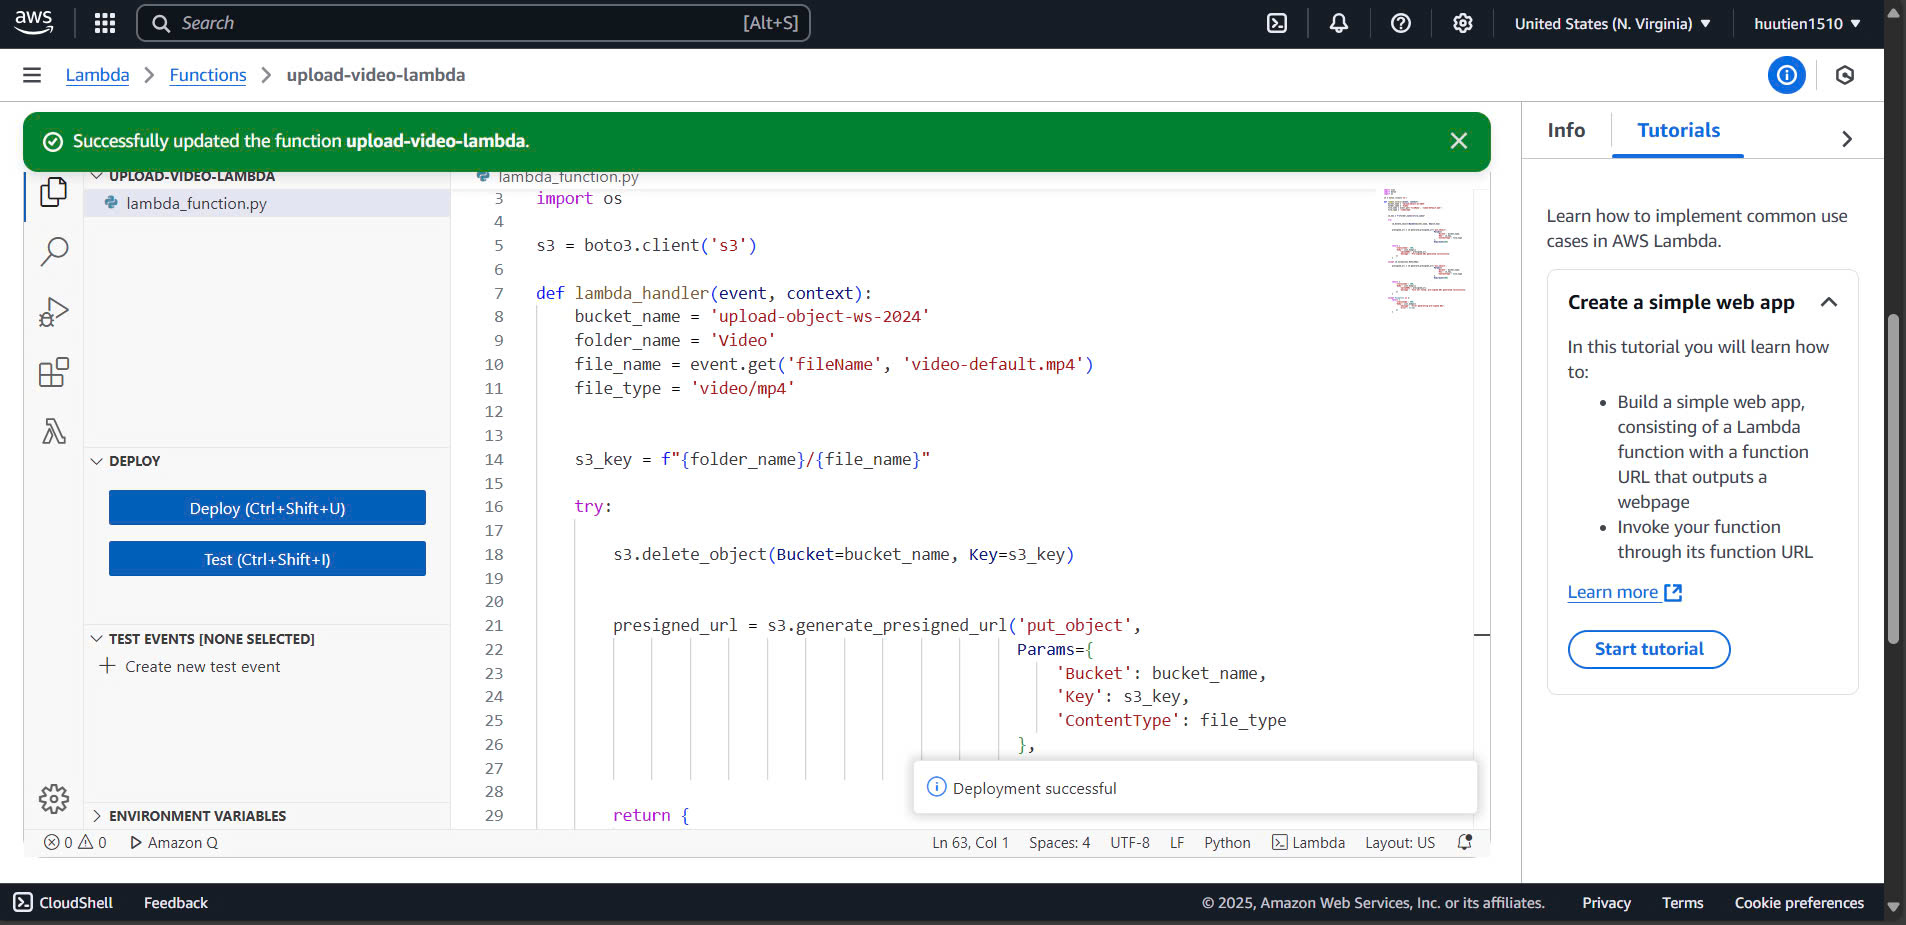 aws
Search
[Alt+S]
United States (N. Virginia)
huutien1510
Lambda
Functions
upload-video-lambda
Successfully updated the function upload-video-lambda.
UPLOAD-VIDEO-LAMBDA
lambda_function.py
DEPLOY
Deploy (Ctrl+Shift+U)
Test (Ctrl+Shift+I)
TEST EVENTS [NONE SELECTED]
Create new test event
ENVIRONMENT VARIABLES
lambda_function.py
3 import os
4
5 s3 = boto3.client('s3')
6
7 def lambda_handler(event, context):
8 bucket_name = 'upload-object-ws-2024'
9 folder_name = 'Video'
10 file_name = event.get('fileName', 'video-default.mp4')
11 file_type = 'video/mp4'
12
13
14 s3_key = f"{folder_name}/{file_name}"
15
16 try:
17
18 s3.delete_object(Bucket=bucket_name, Key=s3_key)
19
20
21 presigned_url = s3.generate_presigned_url('put_object',
22 Params={
23 'Bucket': bucket_name,
24 'Key': s3_key,
25 'ContentType': file_type
26 },
27
28
29 return {
Deployment successful
0 0 Amazon Q
Ln 63, Col 1 Spaces: 4 UTF-8 LF Python Lambda Layout: US
Info
Tutorials
Learn how to implement common use
cases in AWS Lambda.
Create a simple web app
In this tutorial you will learn how
to:
• Build a simple web app,
consisting of a Lambda
function with a function
URL that outputs a
webpage
• Invoke your function
through its function URL
Learn more
Start tutorial
CloudShell
Feedback
© 2025, Amazon Web Services, Inc. or its affiliates.
Privacy
Terms
Cookie preferences